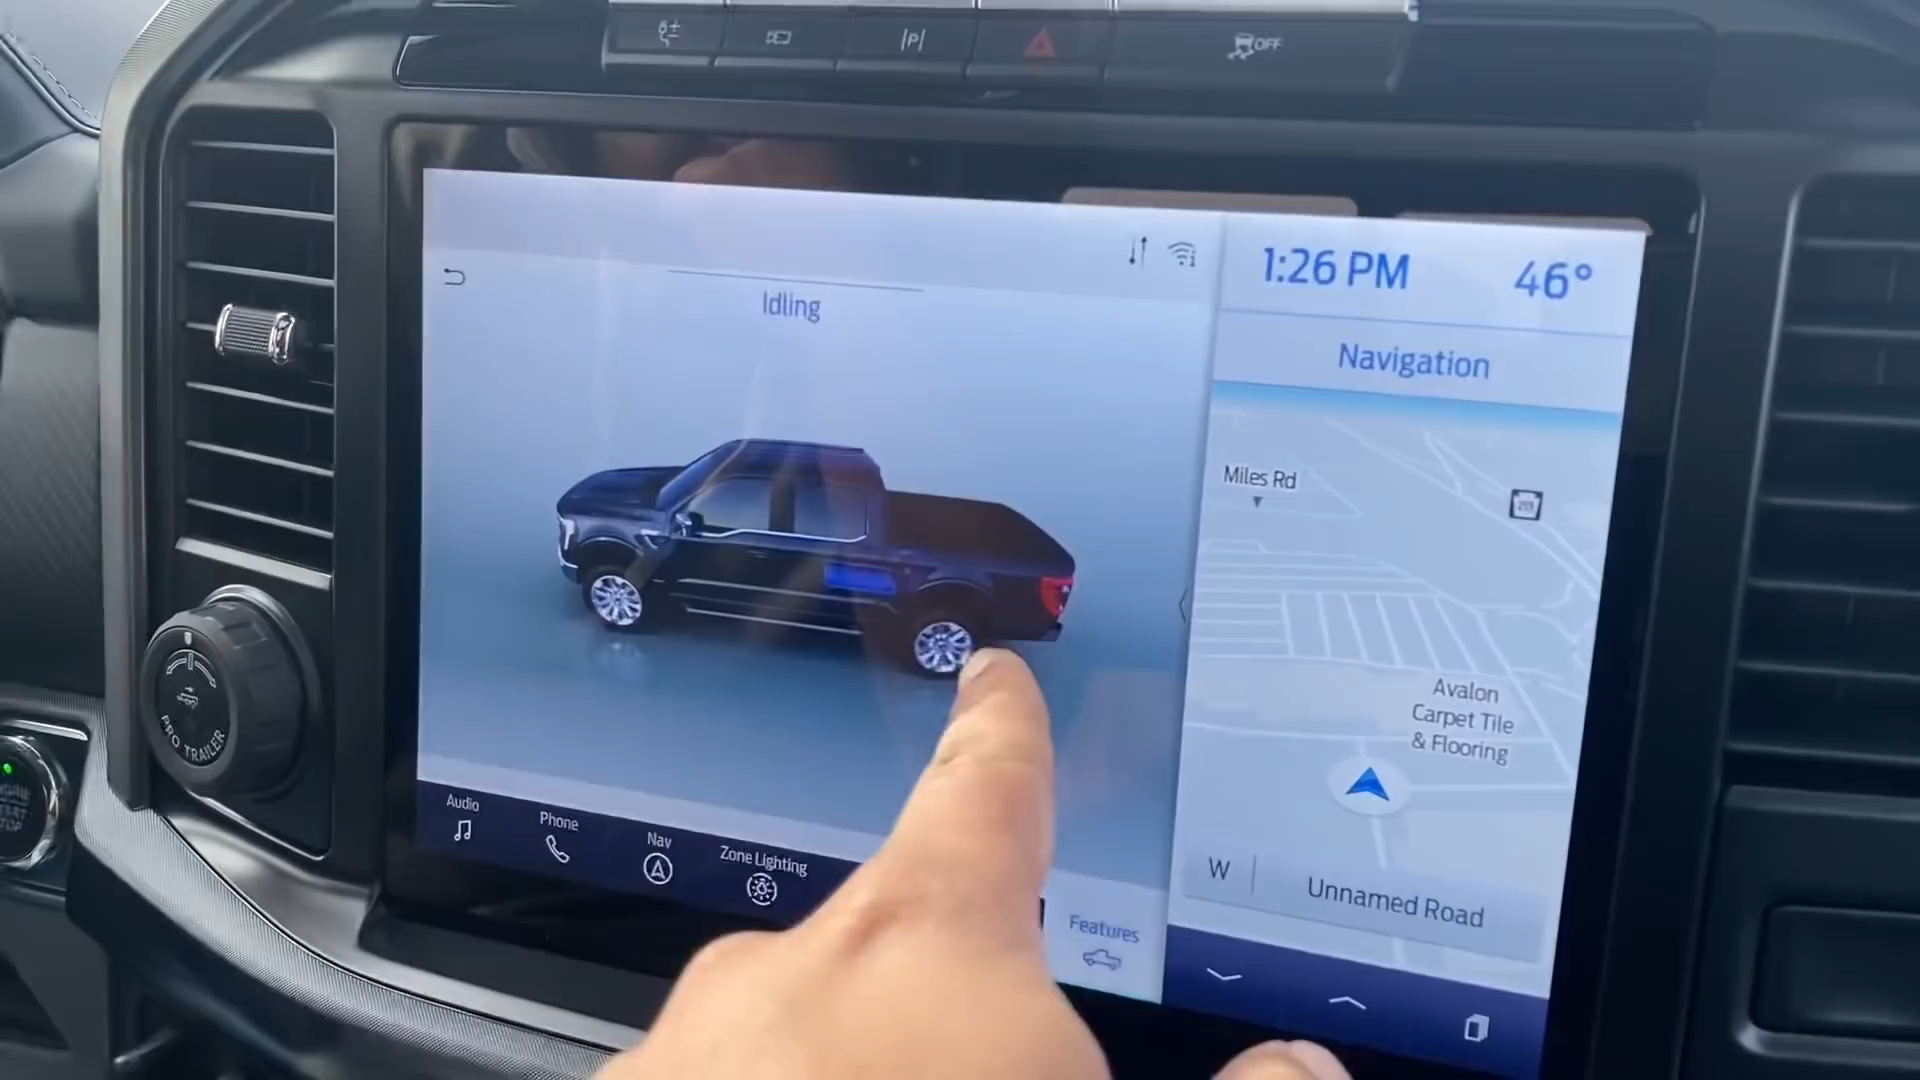 |P|
OFF
1:26 PM
46°
Idling
Navigation
Miles Rd
Avalon
Carpet Tile
& Flooring
W
Unnamed Road
PRO TRAILER
Audio
Phone
Nav
Zone Lighting
Features